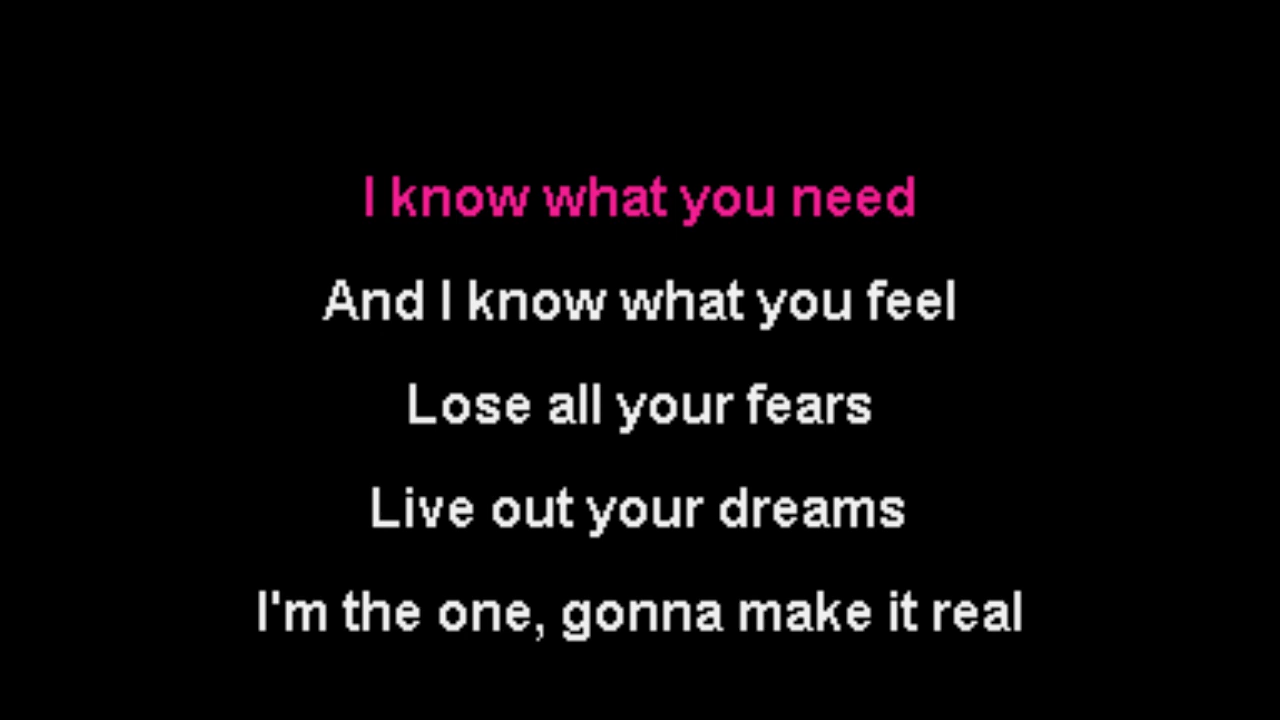 I know what you need
And I know what you feel
Lose all your fears
Live out your dreams
I'm the one, gonna make it real